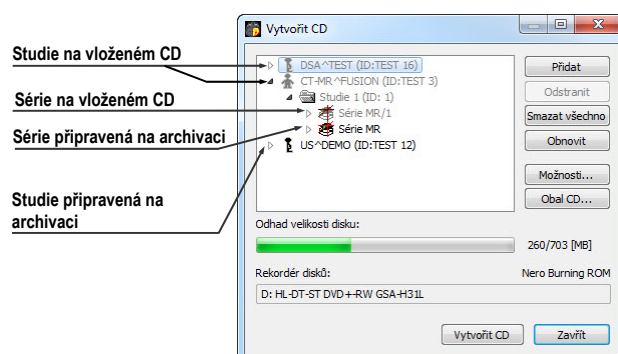 Vytvořit CD
Studie na vloženém CD
Série na vloženém CD
Série připravená na archivaci
Studie připravená na
archivaci
DSA^TEST (ID:TEST 16)
CT-MR^FUSION (ID:TEST 3)
Studie 1 (ID: 1)
Série MR/1
Série MR
US^DEMO (ID:TEST 12)
Přidat
Odstranit
Smazat všechno
Obnovit
Možnosti...
Obal CD...
Odhad velikosti disku:
260/703 [MB]
Rekordér disků:
Nero Burning ROM
D: HL-DT-ST DVD+-RW GSA-H31L
Vytvořit CD
Zavřít